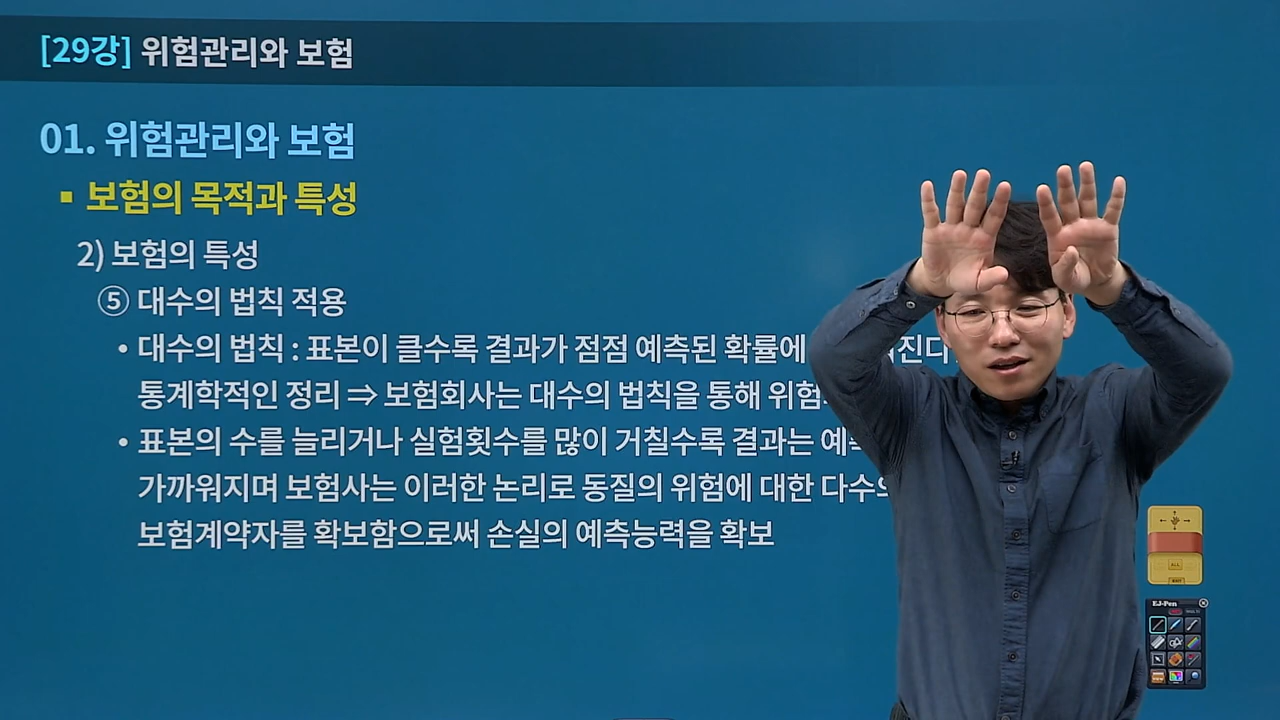 [29강] 위험관리와 보험
01. 위험관리와 보험
▪ 보험의 목적과 특성
2) 보험의 특성
⑤ 대수의 법칙 적용
• 대수의 법칙 : 표본이 클수록 결과가 점점 예측된 확률에
통계학적인 정리 ⇒ 보험회사는 대수의 법칙을 통해
• 표본의 수를 늘리거나 실험횟수를 많이 거칠수록 결과는
가까워지며 보험사는 이러한 논리로 동질의 위험에 대한
보험계약자를 확보함으로써 손실의 예측능력을 확보
ALL
EJ-Pen